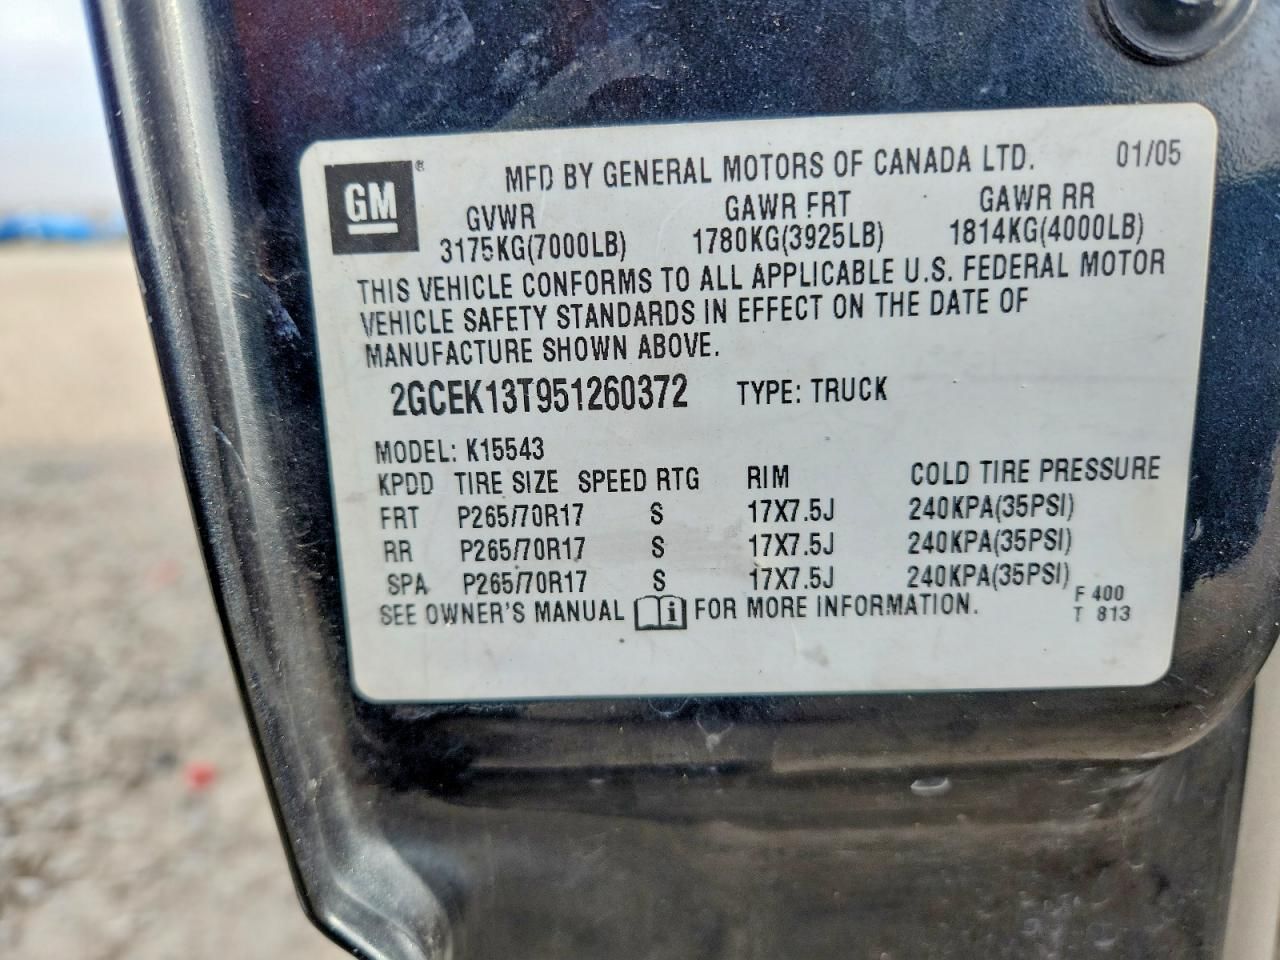 GM ®
MFD BY GENERAL MOTORS OF CANADA LTD. 01/05
GVWR GAWR FRT GAWR RR
3175KG(7000LB) 1780KG(3925LB) 1814KG(4000LB)
THIS VEHICLE CONFORMS TO ALL APPLICABLE U.S. FEDERAL MOTOR
VEHICLE SAFETY STANDARDS IN EFFECT ON THE DATE OF
MANUFACTURE SHOWN ABOVE.
2GCEK13T951260372 TYPE: TRUCK
MODEL: K15543
KPDD TIRE SIZE SPEED RTG RIM COLD TIRE PRESSURE
FRT P265/70R17 S 17X7.5J 240KPA(35PSI)
RR P265/70R17 S 17X7.5J 240KPA(35PSI)
SPA P265/70R17 S 17X7.5J 240KPA(35PSI)
SEE OWNER'S MANUAL i FOR MORE INFORMATION. F 400
T 813